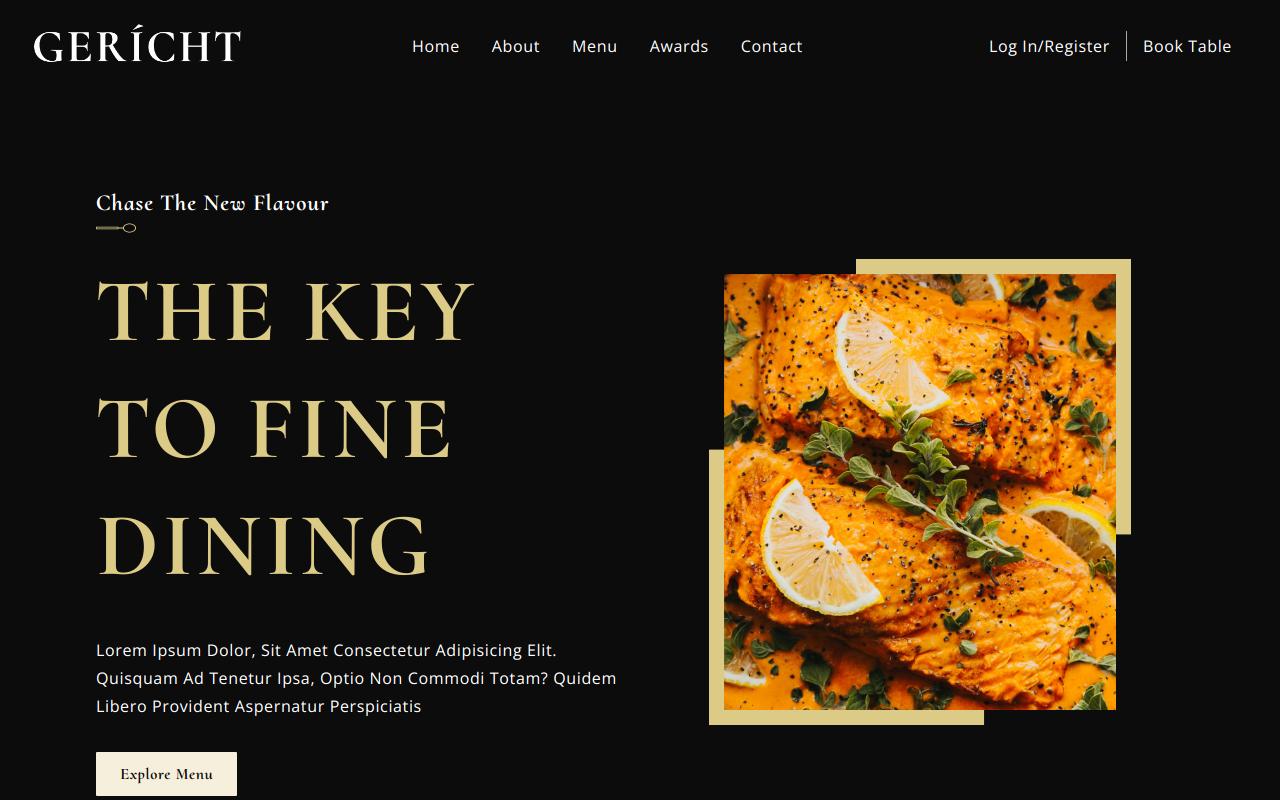 GERÍCHT
Home About Menu Awards Contact
Log In/Register Book Table
Chase The New Flavour
THE KEY
TO FINE
DINING
Lorem Ipsum Dolor, Sit Amet Consectetur Adipisicing Elit.
Quisquam Ad Tenetur Ipsa, Optio Non Commodi Totam? Quidem
Libero Provident Aspernatur Perspiciatis
Explore Menu